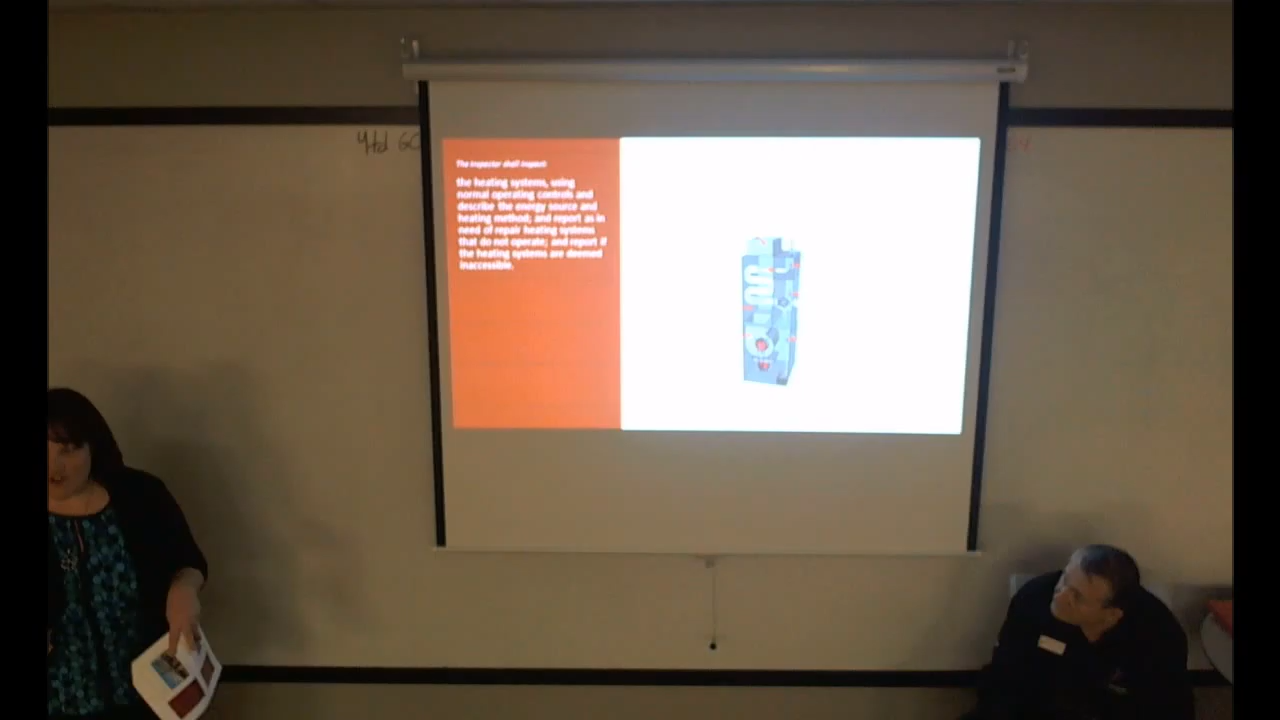 Ytd GO
The inspector shall inspect:
the heating systems, using
normal operating controls and
describe the energy source and
heating method; and report as in
need of repair heating systems
that do not operate; and report if
the heating systems are deemed
inaccessible.